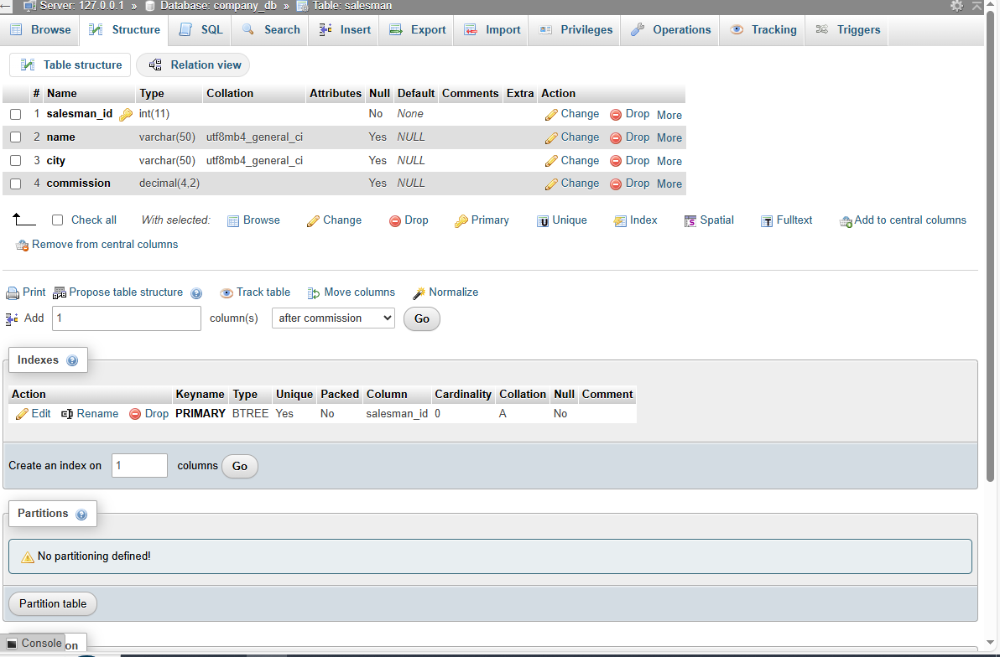 Server: 127.0.0.1 » Database: company_db » Table: salesman
Browse Structure SQL Search Insert Export Import Privileges Operations Tracking Triggers
Table structure Relation view
# Name Type Collation Attributes Null Default Comments Extra Action
1 salesman_id int(11) No None Change Drop More
2 name varchar(50) utf8mb4_general_ci Yes NULL Change Drop More
3 city varchar(50) utf8mb4_general_ci Yes NULL Change Drop More
4 commission decimal(4,2) Yes NULL Change Drop More
Check all With selected: Browse Change Drop Primary Unique Index Spatial Fulltext Add to central columns
Remove from central columns
Print Propose table structure Track table Move columns Normalize
Add 1 column(s) after commission Go
Indexes
Action Keyname Type Unique Packed Column Cardinality Collation Null Comment
Edit Rename Drop PRIMARY BTREE Yes No salesman_id 0 A No
Create an index on 1 columns Go
Partitions
No partitioning defined!
Partition table
Console on